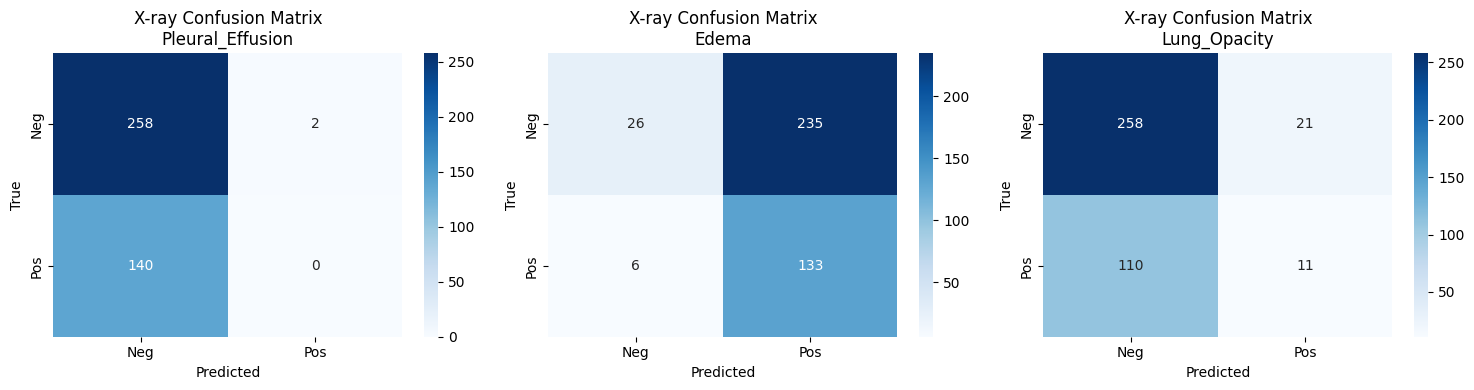 X-ray Confusion Matrix
Pleural_Effusion
Neg
258
2
Pos
140
0
True
Neg
Pos
Predicted
250
200
150
100
50
0
X-ray Confusion Matrix
Edema
Neg
26
235
Pos
6
133
True
Neg
Pos
Predicted
200
150
100
50
X-ray Confusion Matrix
Lung_Opacity
Neg
258
21
Pos
110
11
True
Neg
Pos
Predicted
250
200
150
100
50